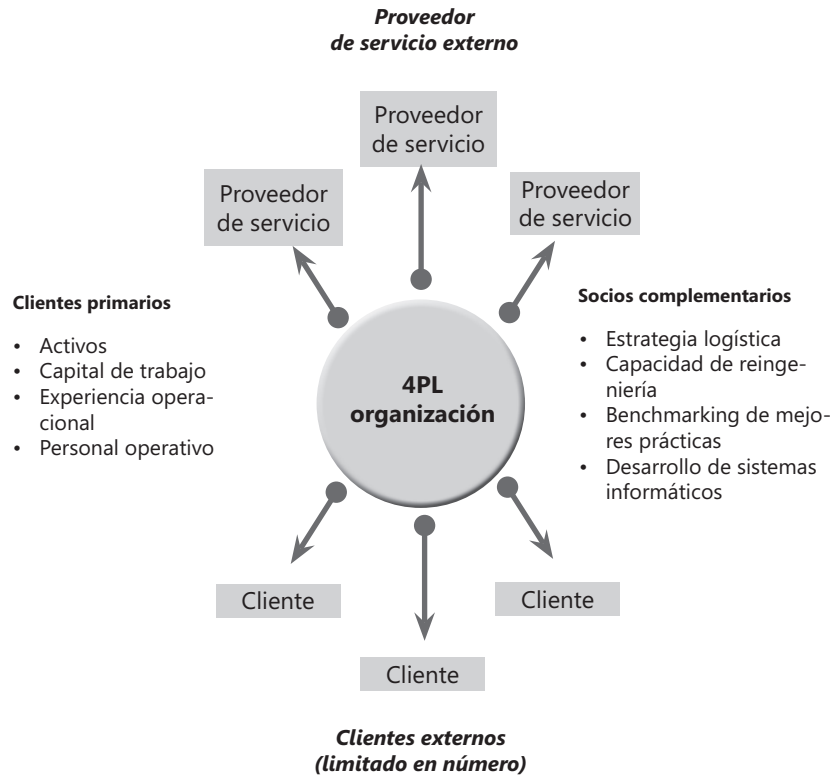 Proveedor
de servicio externo
Proveedor
de servicio
Proveedor
de servicio
Proveedor
de servicio
Clientes primarios
• Activos
• Capital de trabajo
• Experiencia opera-
cional
• Personal operativo
4PL
organización
Socios complementarios
• Estrategia logística
• Capacidad de reinge-
niería
• Benchmarking de mejo-
res prácticas
• Desarrollo de sistemas
informáticos
Cliente
Cliente
Cliente
Clientes externos
(limitado en número)